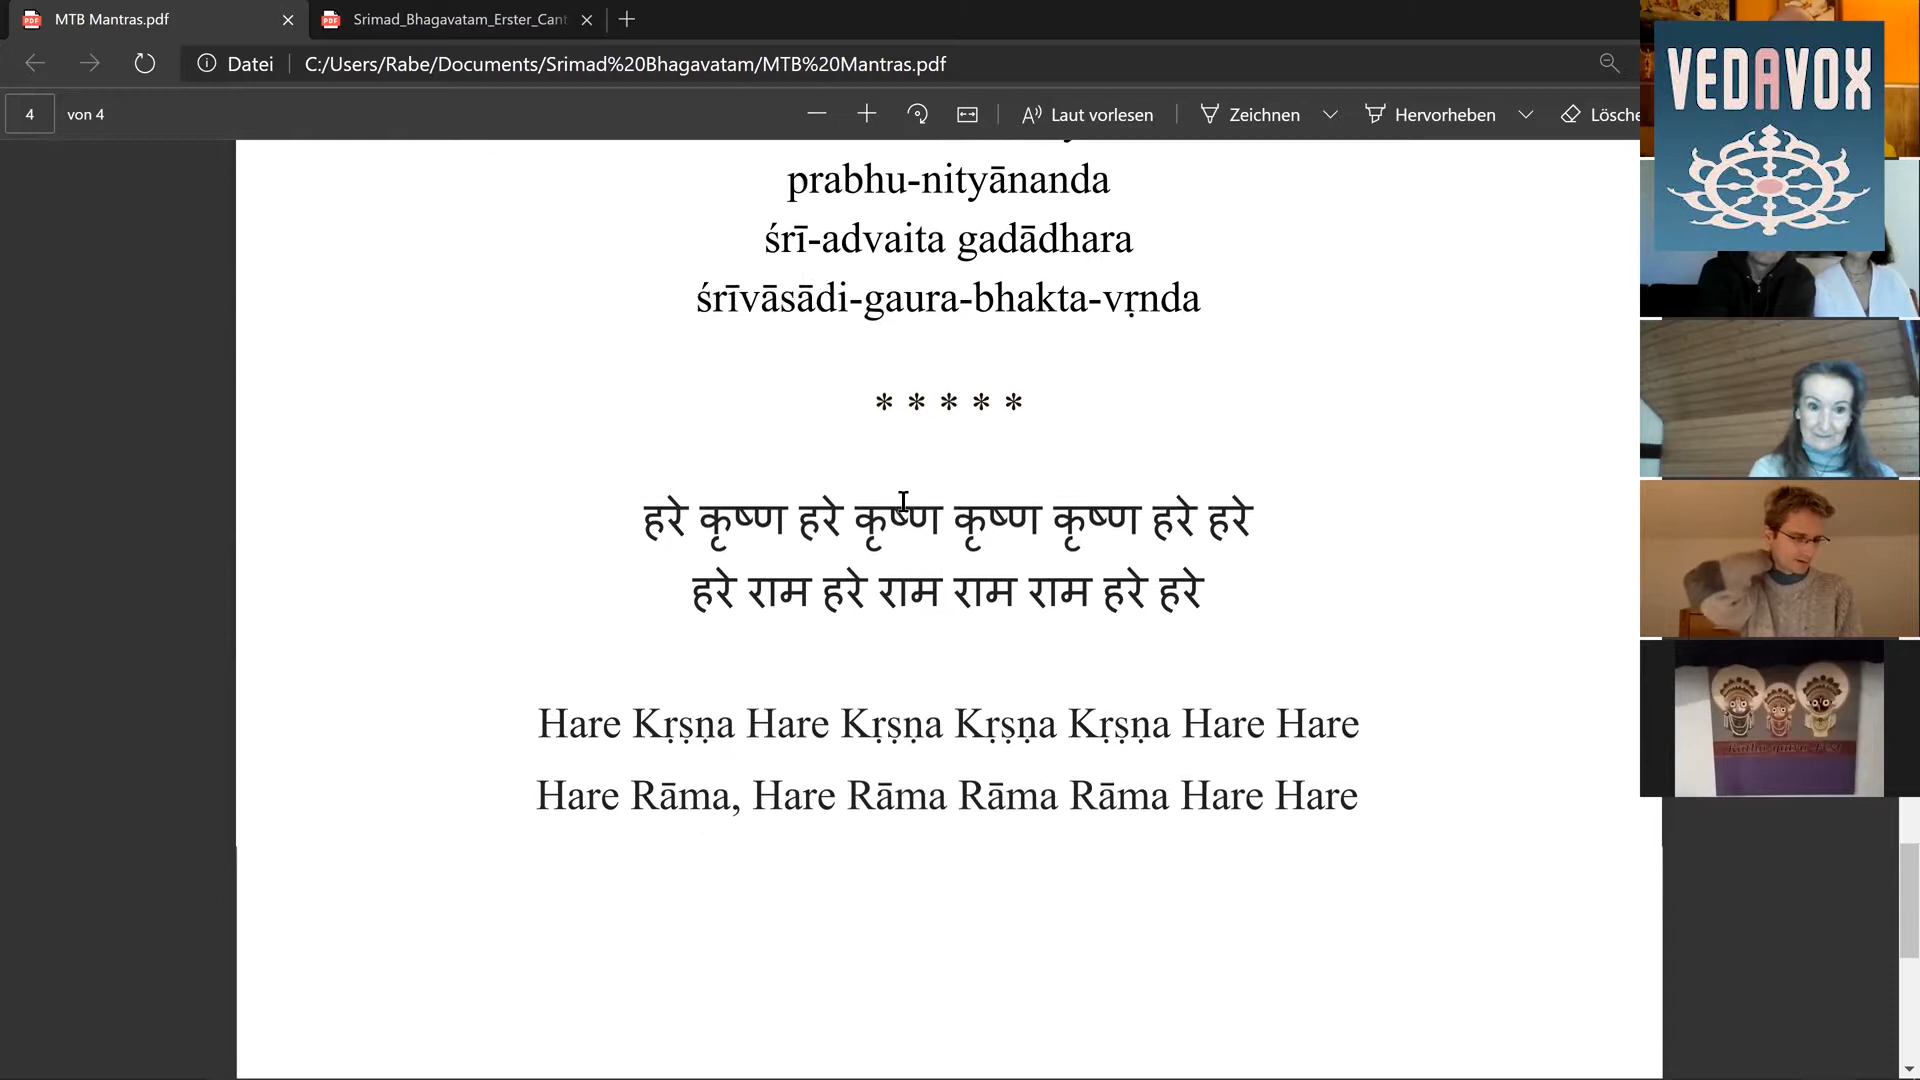 MTB Mantras.pdf
Srimad_Bhagavatam_Erster_Cant
Datei
C:/Users/Rabe/Documents/Srimad%20Bhagavatam/MTB%20Mantras.pdf
4 von 4
Laut vorlesen
Zeichnen
Hervorheben
Lösche
VEDAVOX
prabhu-nityānanda
śrī-advaita gadādhara
śrīvāsādi-gaura-bhakta-vṛnda
* * * * *
हरे कृष्ण हरे कृष्ण कृष्ण कृष्ण हरे हरे
हरे राम हरे राम राम राम हरे हरे
Hare Kṛṣṇa Hare Kṛṣṇa Kṛṣṇa Kṛṣṇa Hare Hare
Hare Rāma, Hare Rāma Rāma Rāma Hare Hare